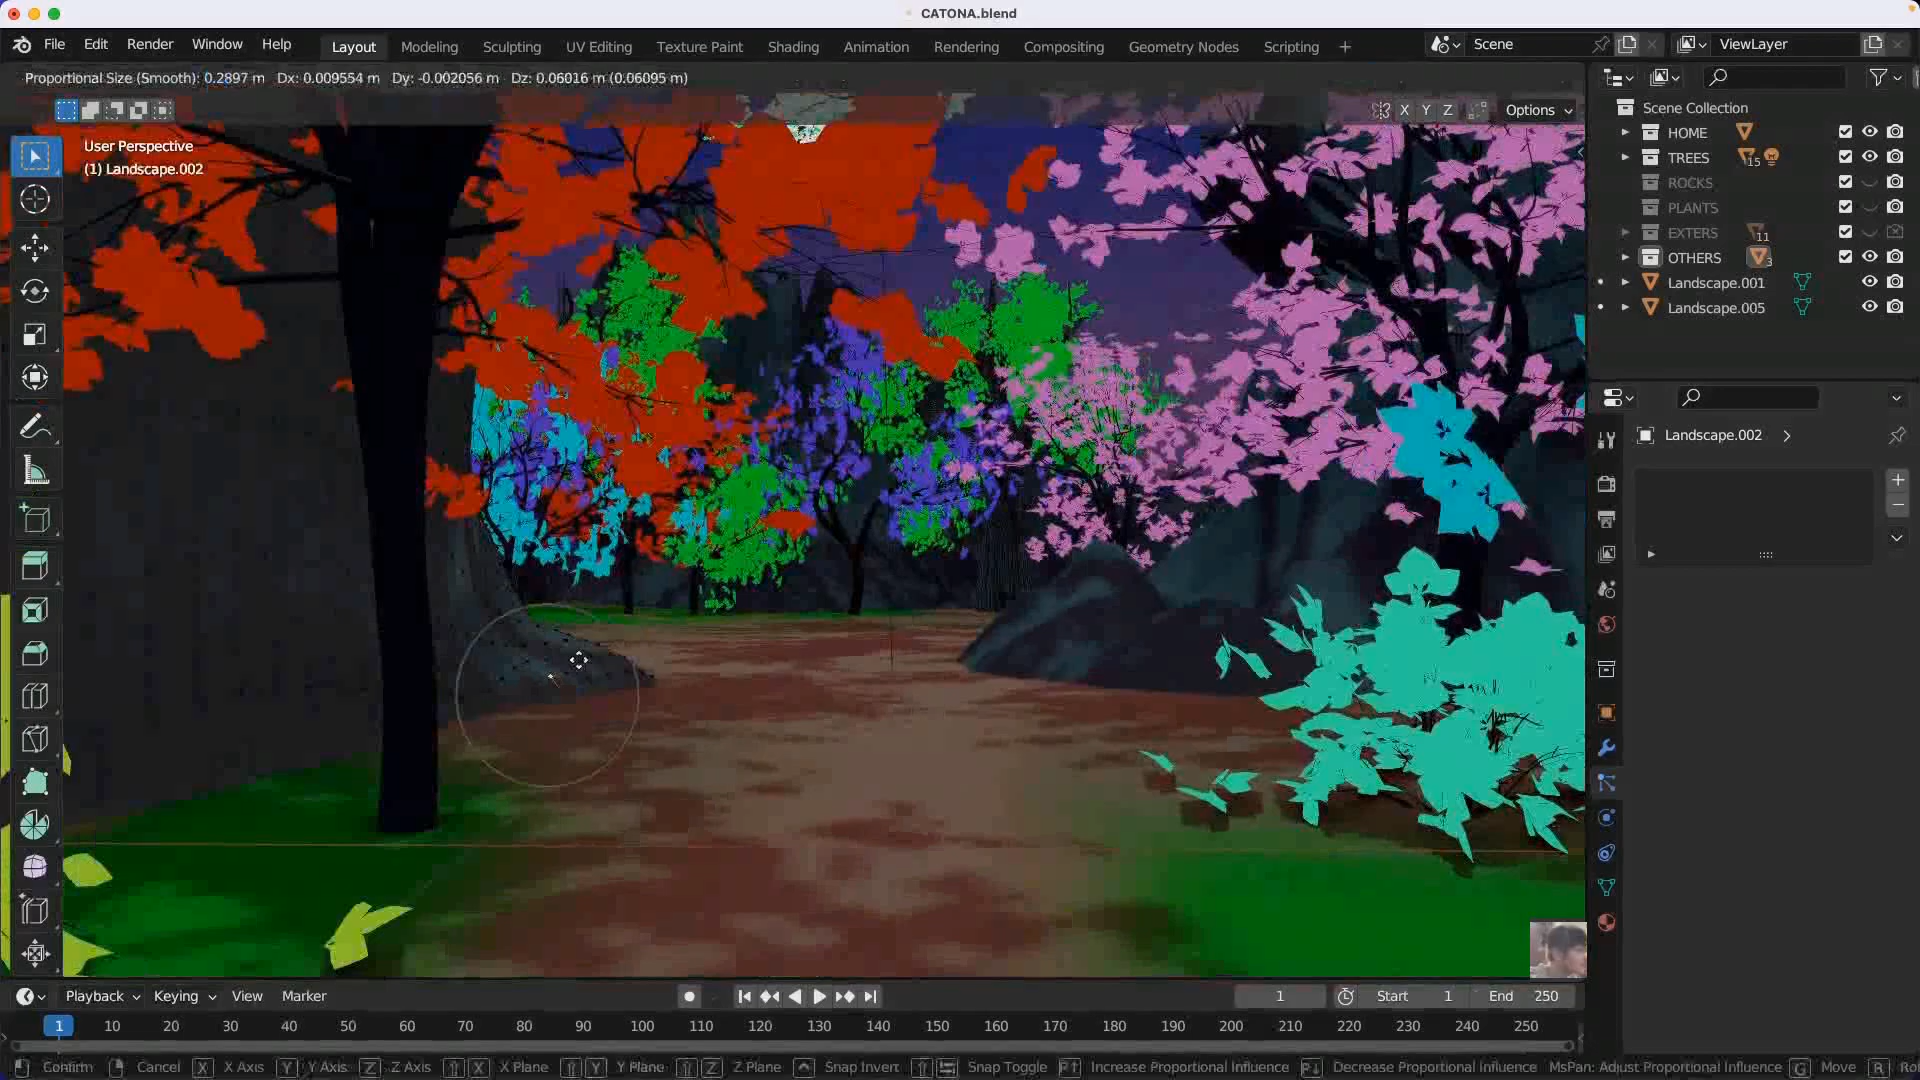 CATONA.blend
File Edit Render Window Help Layout Modeling Sculpting UV Editing Texture Paint Shading Animation Rendering Compositing Geometry Nodes Scripting + Scene ViewLayer
Proportional Size (Smooth): 0.2897 m Dx: 0.009554 m Dy: -0.002056 m Dz: 0.06016 m (0.06095 m)
X Y Z Options
User Perspective
(1) Landscape.002
Scene Collection
HOME
TREES 15
ROCKS
PLANTS
EXTERS 11
OTHERS 3
Landscape.001
Landscape.005
Landscape.002
Playback Keying View Marker 1 Start 1 End 250
1 10 20 30 40 50 60 70 80 90 100 110 120 130 140 150 160 170 180 190 200 210 220 230 240 250
Confirm Cancel X X Axis Y Y Axis Z Z Axis X X Plane Y Y Plane Z Z Plane Snap Invert Snap Toggle Increase Proportional Influence Decrease Proportional Influence MsPan: Adjust Proportional Influence G Move R